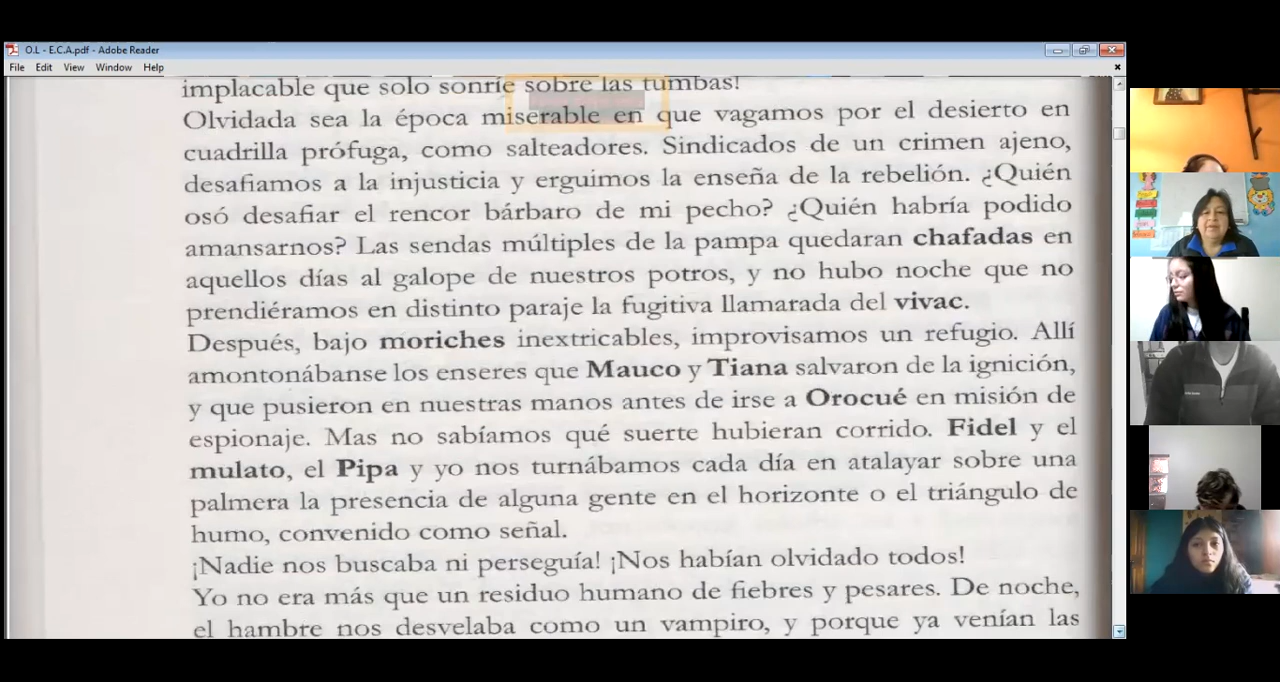 O.L - E.C.A.pdf - Adobe Reader
File Edit View Window Help
implacable que solo sonríe sobre las tumbas!
Olvidada sea la época miserable en que vagamos por el desierto en
cuadrilla prófuga, como salteadores. Sindicados de un crimen ajeno,
desafiamos a la injusticia y erguimos la enseña de la rebelión. ¿Quién
osó desafiar el rencor bárbaro de mi pecho? ¿Quién habría podido
amansarnos? Las sendas múltiples de la pampa quedaran chafadas en
aquellos días al galope de nuestros potros, y no hubo noche que no
prendiéramos en distinto paraje la fugitiva llamarada del vivac.
Después, bajo moriches inextricables, improvisamos un refugio. Allí
amontonábanse los enseres que Mauco y Tiana salvaron de la ignición,
y que pusieron en nuestras manos antes de irse a Orocué en misión de
espionaje. Mas no sabíamos qué suerte hubieran corrido. Fidel y el
mulato, el Pipa y yo nos turnábamos cada día en atalayar sobre una
palmera la presencia de alguna gente en el horizonte o el triángulo de
humo, convenido como señal.
¡Nadie nos buscaba ni perseguía! ¡Nos habían olvidado todos!
Yo no era más que un residuo humano de fiebres y pesares. De noche,
el hambre nos desvelaba como un vampiro, y porque ya venían las